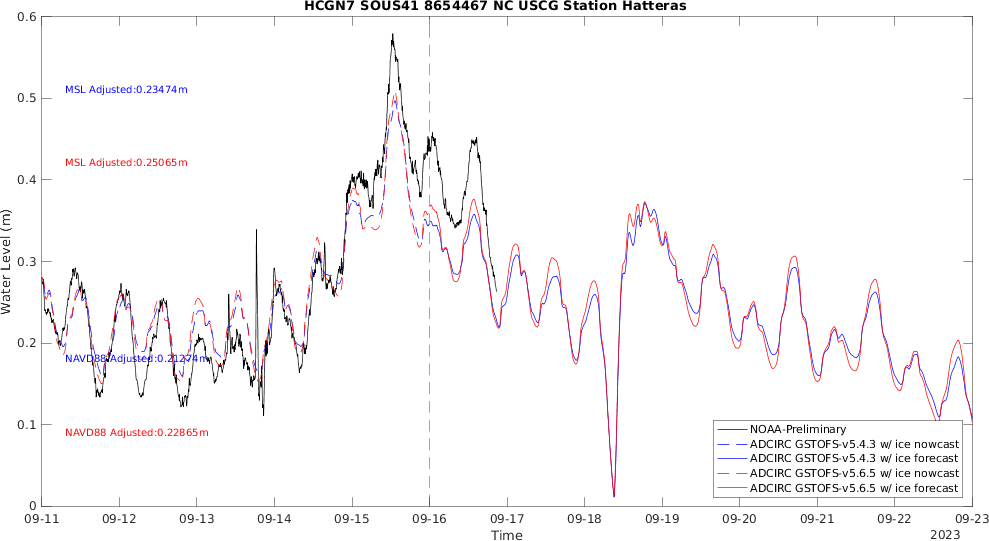 HCGN7 SOUS41 8654467 NC USCG Station Hatteras
0.6
0.5
0.4
0.3
0.2
0.1
0
Water Level (m)
MSL Adjusted:0.23474m
MSL Adjusted:0.25065m
NAVD88 Adjusted:0.21274m
NAVD88 Adjusted:0.22865m
NOAA-Preliminary
ADCIRC GSTOFS-v5.4.3 w/ ice nowcast
ADCIRC GSTOFS-v5.4.3 w/ ice forecast
ADCIRC GSTOFS-v5.6.5 w/ ice nowcast
ADCIRC GSTOFS-v5.6.5 w/ ice forecast
09-11 09-12 09-13 09-14 09-15 09-16 09-17 09-18 09-19 09-20 09-21 09-22 09-23
Time
2023